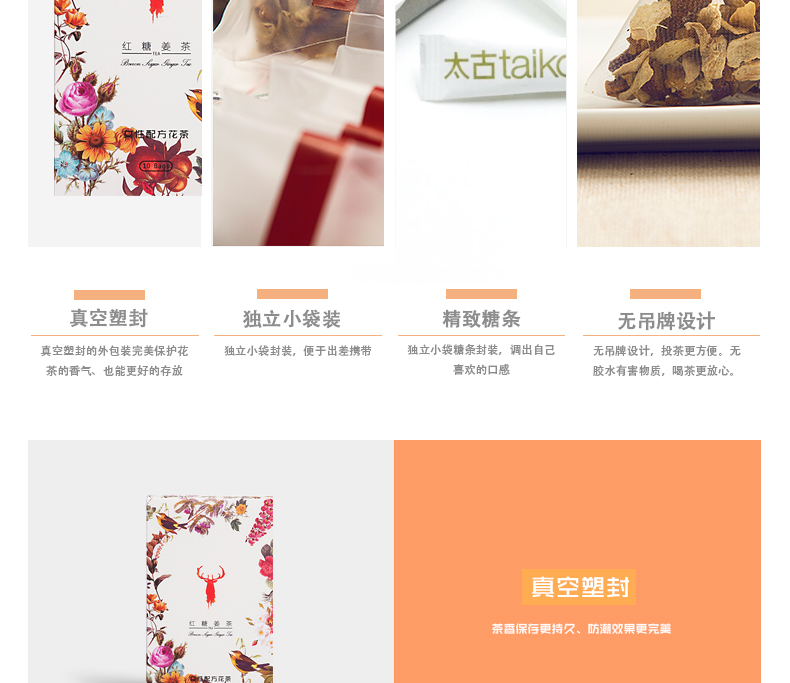 红糖姜茶
TEA
Brown Sugar Ginger Tea
女性配方花茶
10 Bags
太古taiko
真空塑封
真空塑封的外包装完美保护花
茶的香气、也能更好的存放
独立小袋装
独立小袋封装，便于出差携带
精致糖条
独立小袋糖条封装，调出自己
喜欢的口感
无吊牌设计
无吊牌设计，投茶更方便。无
胶水有害物质，喝茶更放心。
红糖姜茶
TEA
Brown Sugar Ginger Tea
女性配方花茶
真空塑封
茶香保存更持久、防潮效果更完美